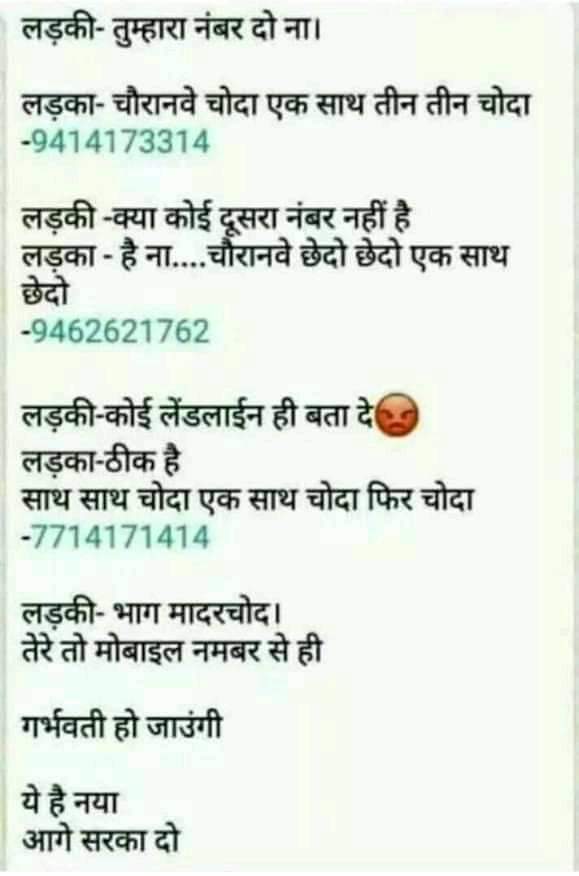 लड़की- तुम्हारा नंबर दो ना।
लड़का- चौरानवे चोदा एक साथ तीन तीन चोदा
-9414173314
लड़की -क्या कोई दूसरा नंबर नहीं है
लड़का - है ना....चौरानवे छेदो छेदो एक साथ
छेदो
-9462621762
लड़की-कोई लेंडलाईन ही बता दे😡
लड़का-ठीक है
साथ साथ चोदा एक साथ चोदा फिर चोदा
-7714171414
लड़की- भाग मादरचोद।
तेरे तो मोबाइल नमबर से ही
गर्भवती हो जाउंगी
ये है नया
आगे सरका दो